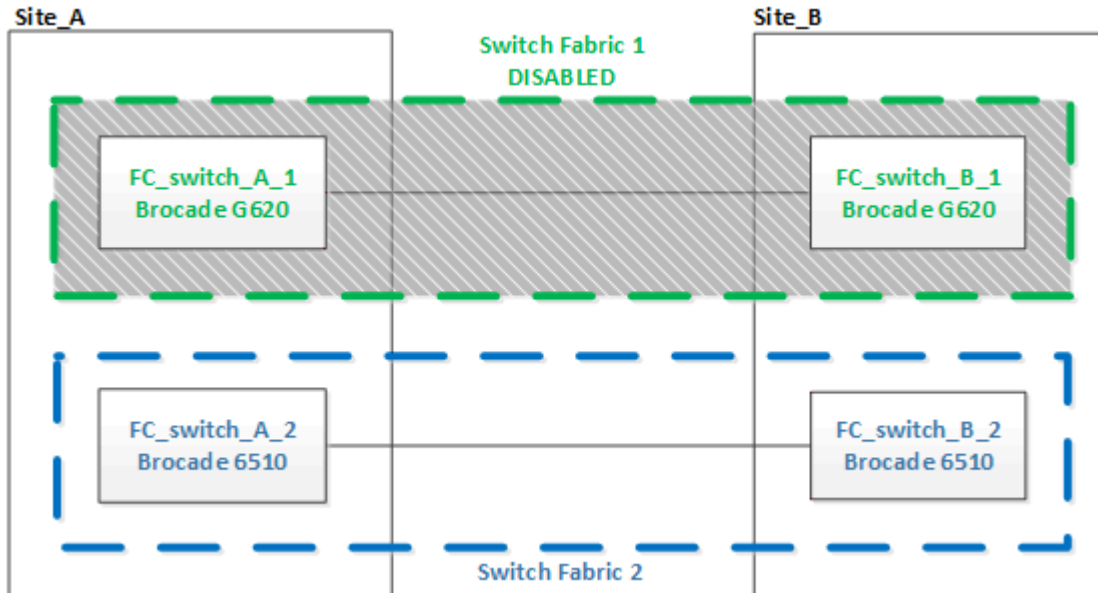 Site_A
Site_B
Switch Fabric 1
DISABLED
FC_switch_A_1
Brocade G620
FC_switch_B_1
Brocade G620
FC_switch_A_2
Brocade 6510
FC_switch_B_2
Brocade 6510
Switch Fabric 2